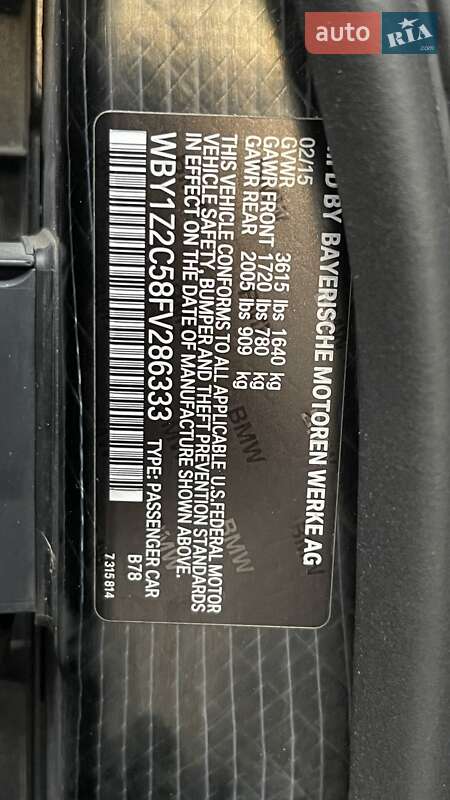 auto RIA
.com
MFD BY BAYERISCHE MOTOREN WERKE AG
02/15
GVWR 3615 lbs 1640 kg
GAWR FRONT 1720 lbs 780 kg
GAWR REAR 2005 lbs 909 kg
THIS VEHICLE CONFORMS TO ALL APPLICABLE U.S.FEDERAL MOTOR
VEHICLE SAFETY, BUMPER AND THEFT PREVENTION STANDARDS
IN EFFECT ON THE DATE OF MANUFACTURE SHOWN ABOVE.
WBY1Z2C58FV286333 TYPE: PASSENGER CAR
B78
7315814
BMW
BMW